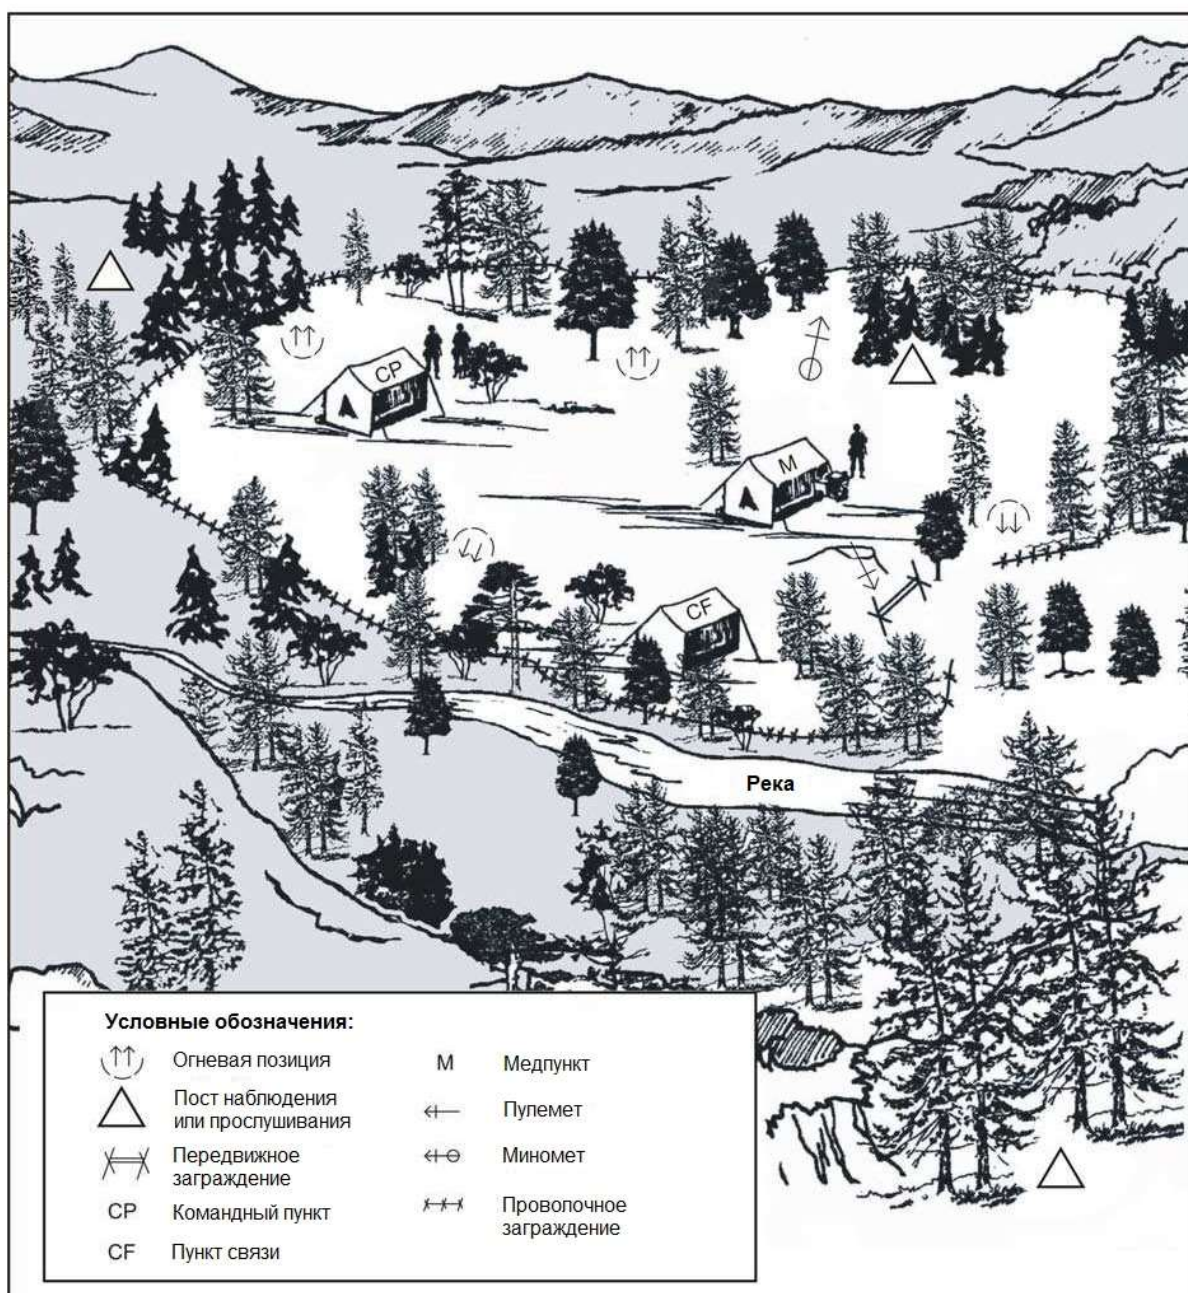 CP
M
CF
Река
Условные обозначения:
Огневая позиция
Пост наблюдения
или прослушивания
Передвижное
заграждение
CP Командный пункт
CF Пункт связи
M Медпункт
Пулемет
Миномет
Проволочное
заграждение